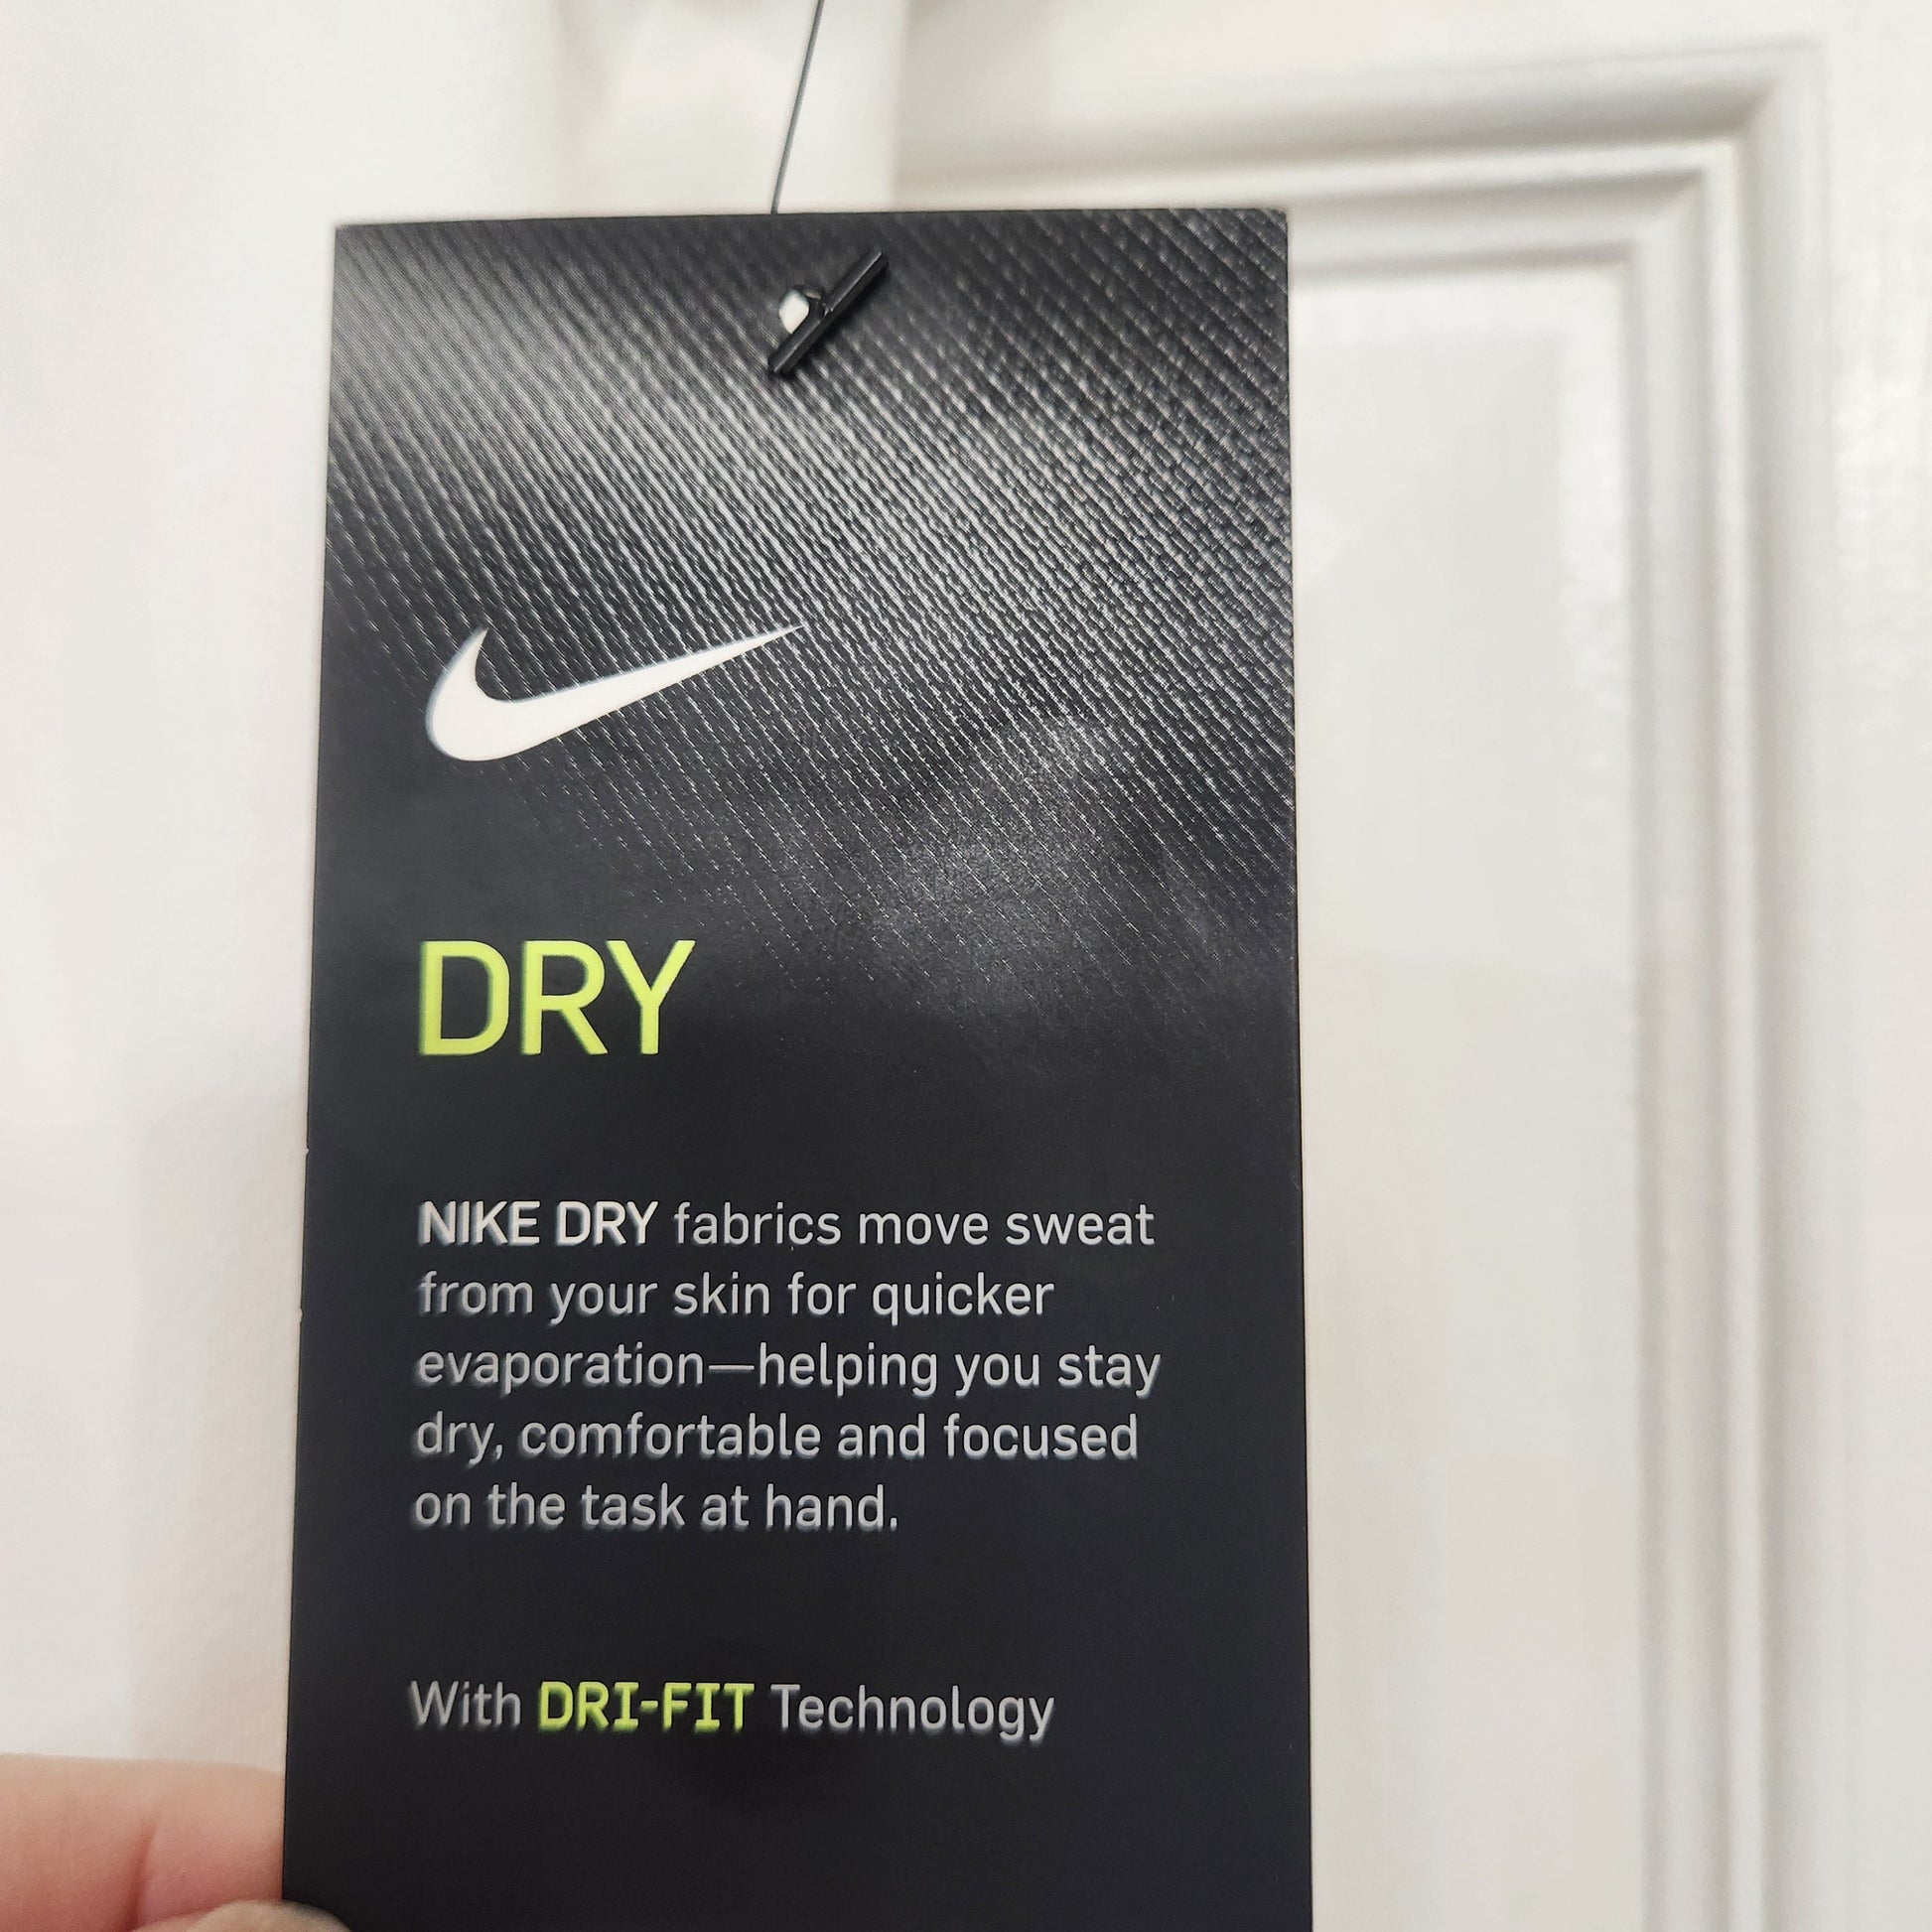 DRY
NIKE DRY fabrics move sweat
from your skin for quicker
evaporation—helping you stay
dry, comfortable and focused
on the task at hand.
With DRI-FIT Technology